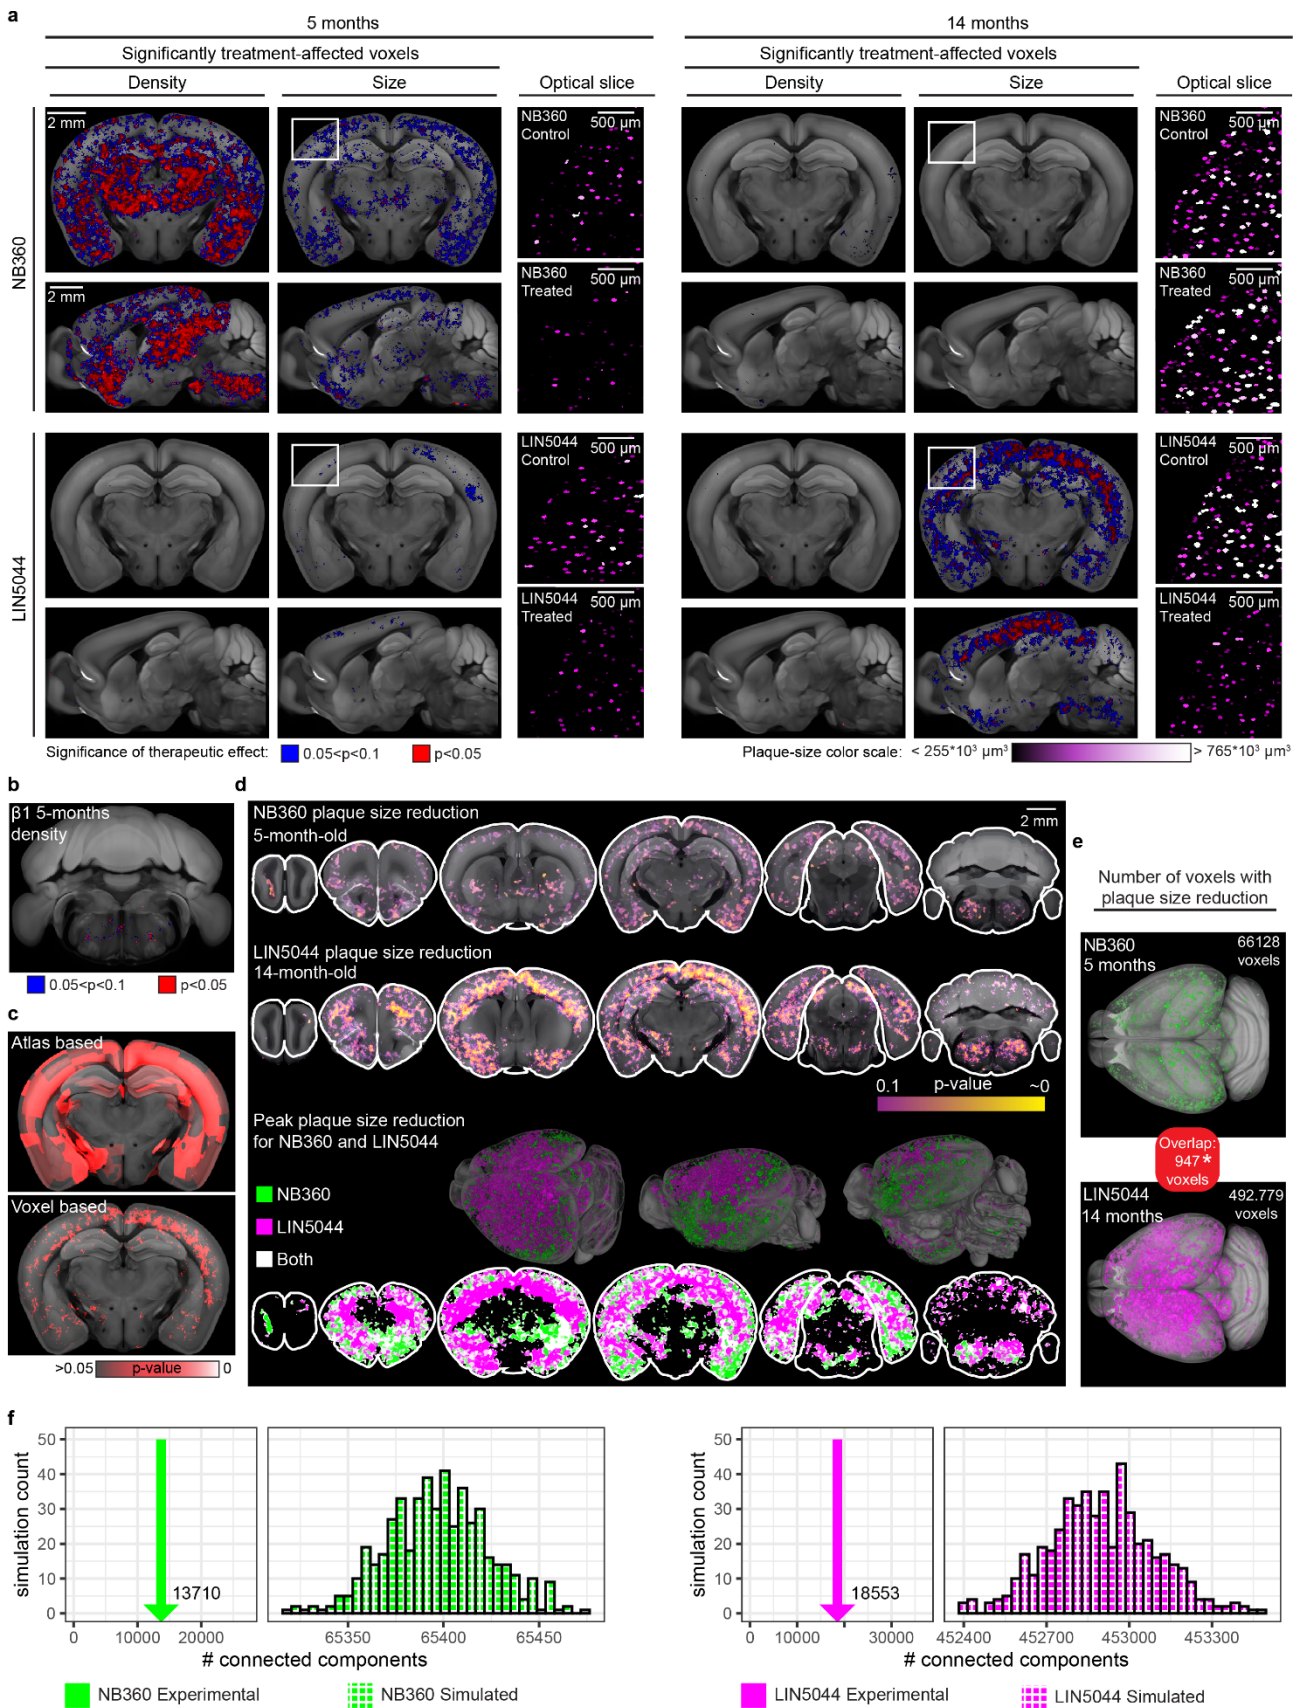 a
5 months
14 months
Significantly treatment-affected voxels
Significantly treatment-affected voxels
Density
Size
Optical slice
Density
Size
Optical slice
NB360
2 mm
NB360
Control
500 µm
NB360
Control
500 µm
2 mm
NB360
Treated
500 µm
NB360
Treated
500 µm
LIN5044
LIN5044
Control
500 µm
LIN5044
Control
500 µm
LIN5044
Treated
500 µm
LIN5044
Treated
500 µm
Significance of therapeutic effect: 0.05<p<0.1 p<0.05
Plaque-size color scale: < 255*10³ µm³ > 765*10³ µm³
b
β1 5-months
density
0.05<p<0.1 p<0.05
c
Atlas based
Voxel based
>0.05 p-value 0
d
NB360 plaque size reduction
5-month-old
2 mm
LIN5044 plaque size reduction
14-month-old
0.1 p-value ~0
Peak plaque size reduction
for NB360 and LIN5044
NB360
LIN5044
Both
e
Number of voxels with
plaque size reduction
NB360
5 months
66128
voxels
Overlap:
947*
voxels
LIN5044
14 months
492.779
voxels
f
simulation count
50
40
30
20
10
0
13710
0 10000 20000
65350 65400 65450
# connected components
NB360 Experimental NB360 Simulated
simulation count
50
40
30
20
10
0
18553
0 10000 30000
452400 452700 453000 453300
# connected components
LIN5044 Experimental LIN5044 Simulated